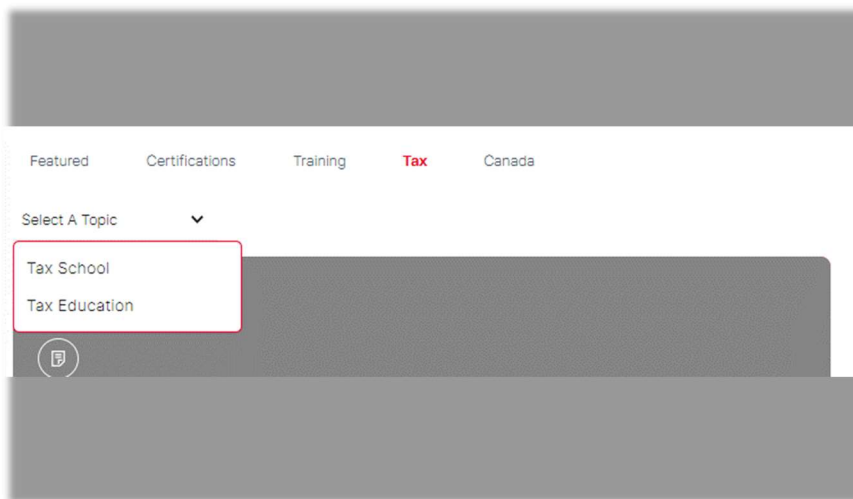 Featured Certifications Training Tax Canada
Select A Topic
Tax School
Tax Education